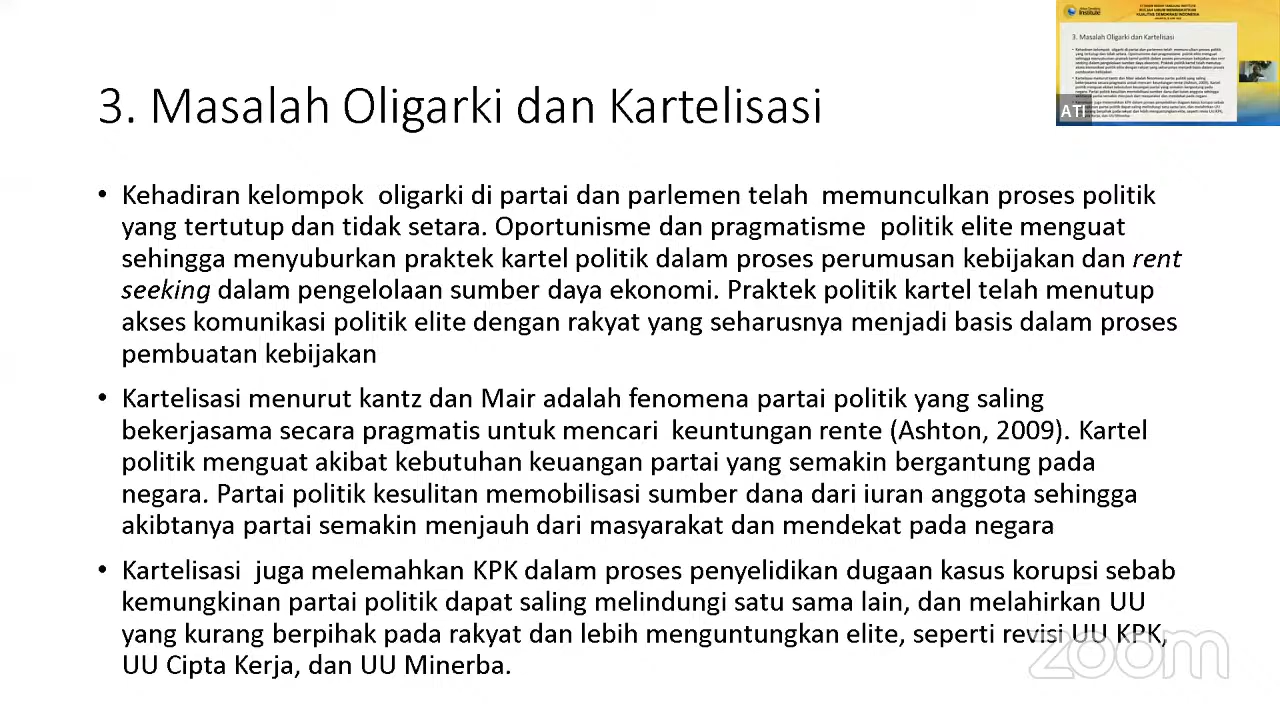 3. Masalah Oligarki dan Kartelisasi
• Kehadiran kelompok oligarki di partai dan parlemen telah memunculkan proses politik
yang tertutup dan tidak setara. Oportunisme dan pragmatisme politik elite menguat
sehingga menyuburkan praktek kartel politik dalam proses perumusan kebijakan dan rent
seeking dalam pengelolaan sumber daya ekonomi. Praktek politik kartel telah menutup
akses komunikasi politik elite dengan rakyat yang seharusnya menjadi basis dalam proses
pembuatan kebijakan
• Kartelisasi menurut kantz dan Mair adalah fenomena partai politik yang saling
bekerjasama secara pragmatis untuk mencari keuntungan rente (Ashton, 2009). Kartel
politik menguat akibat kebutuhan keuangan partai yang semakin bergantung pada
negara. Partai politik kesulitan memobilisasi sumber dana dari iuran anggota sehingga
akibtanya partai semakin menjauh dari masyarakat dan mendekat pada negara
• Kartelisasi juga melemahkan KPK dalam proses penyelidikan dugaan kasus korupsi sebab
kemungkinan partai politik dapat saling melindungi satu sama lain, dan melahirkan UU
yang kurang berpihak pada rakyat dan lebih menguntungkan elite, seperti revisi UU KPK,
UU Cipta Kerja, dan UU Minerba.
zoom
Institute
3. Masalah Oligarki dan Kartelisasi